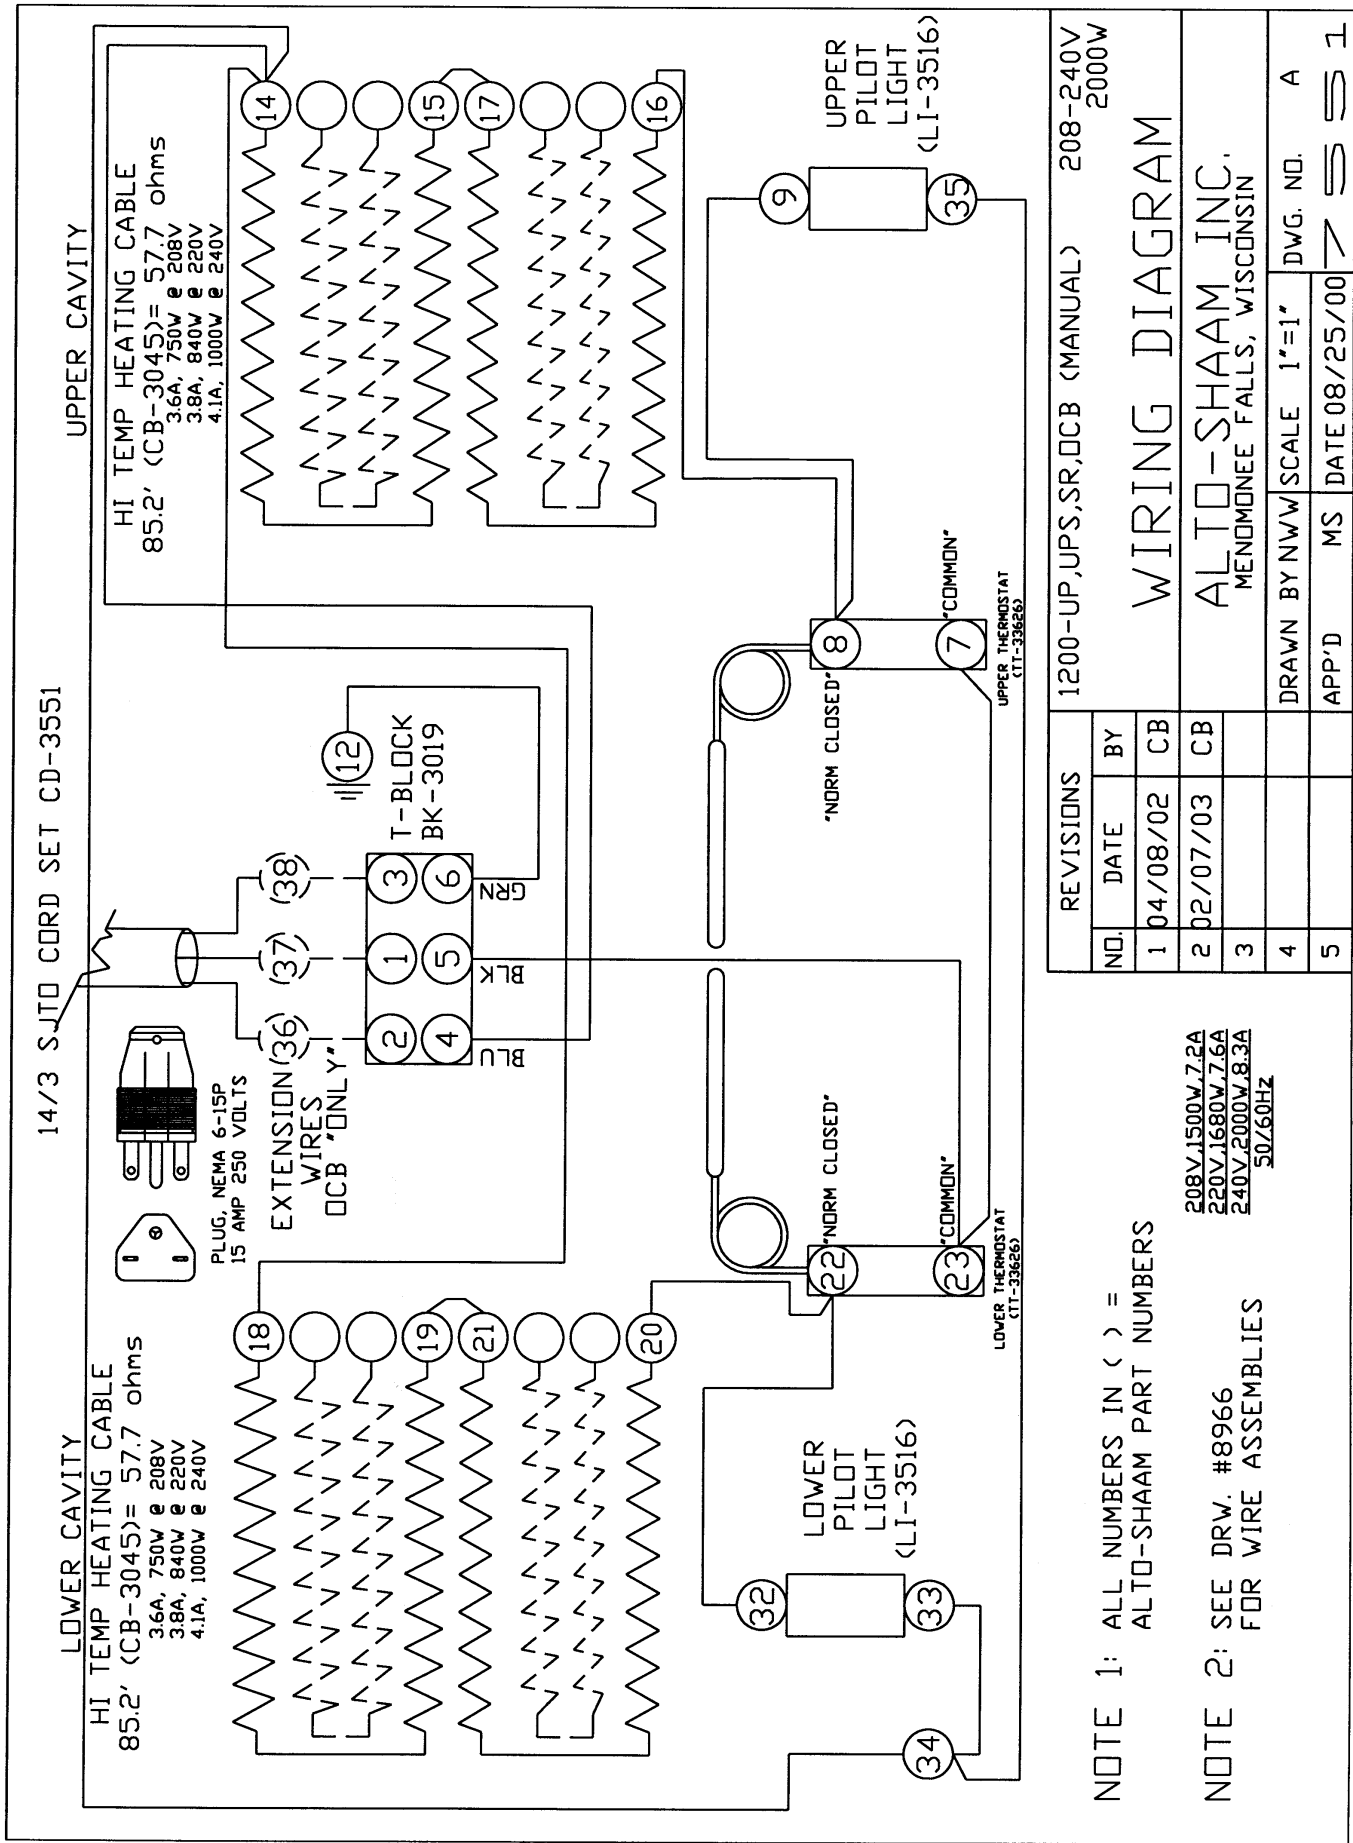 14/3 SJTO CORD SET CD-3551
LOWER CAVITY
HI TEMP HEATING CABLE
85.2' (CB-3045)= 57.7 ohms
3.6A, 750W @ 208V
3.8A, 840W @ 220V
4.1A, 1000W @ 240V
UPPER CAVITY
HI TEMP HEATING CABLE
85.2' (CB-3045)= 57.7 ohms
3.6A, 750W @ 208V
3.8A, 840W @ 220V
4.1A, 1000W @ 240V
PLUG, NEMA 6-15P
15 AMP 250 VOLTS
EXTENSION
WIRES
OCB "ONLY"
36
37
38
2
1
3
4
5
6
BLU
BLK
GRN
T-BLOCK
BK-3019
12
18
19
21
20
14
15
17
16
LOWER
PILOT
LIGHT
(LI-3516)
32
33
34
22
"NORM CLOSED"
23
"COMMON"
LOWER THERMOSTAT
(TT-33626)
"NORM CLOSED"
8
7
"COMMON"
UPPER THERMOSTAT
(TT-33626)
UPPER
PILOT
LIGHT
(LI-3516)
9
35
NOTE 1: ALL NUMBERS IN ( ) =
ALTO-SHAM PART NUMBERS
NOTE 2: SEE DRW. #8966
FOR WIRE ASSEMBLIES
208V,1500W,7.2A
220V,1680W,7.6A
240V,2000W,8.3A
50/60HZ
REVISIONS
NO. DATE BY
1 04/08/02 CB
2 02/07/03 CB
3
4
5
1200-UP,UPS,SR,OCB (MANUAL) 208-240V
2000W
WIRING DIAGRAM
ALTO-SHAAM INC.
MENOMONEE FALLS, WISCONSIN
DRAWN BY NWW SCALE 1"=1" DWG. NO. A
APP'D MS DATE 08/25/00 7551